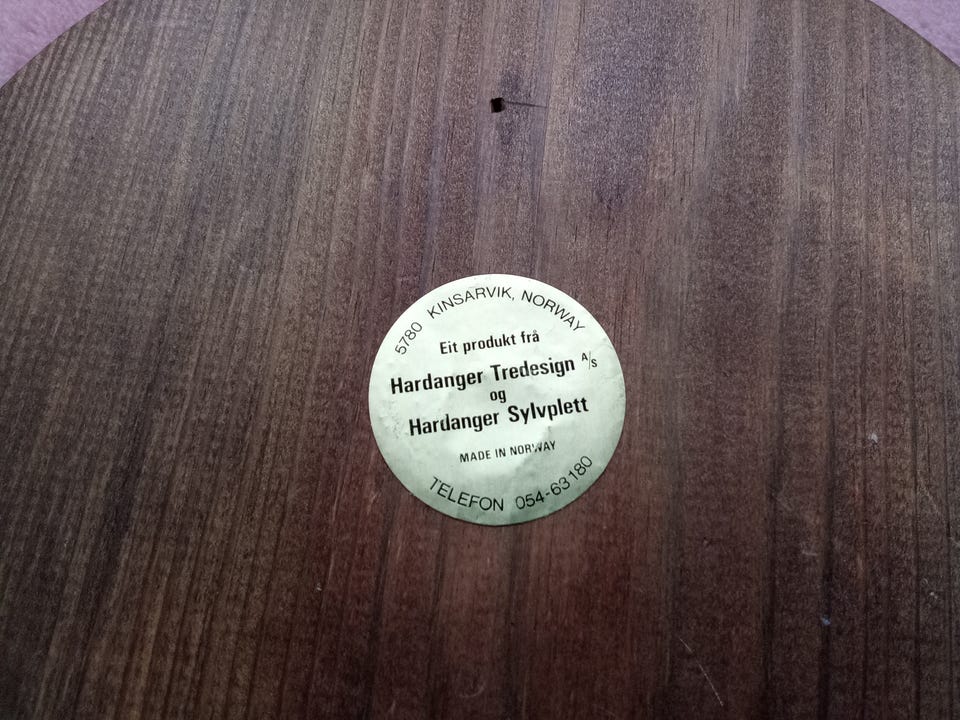 5780 KINSARVIK, NORWAY
Eit produkt frå
Hardanger Tredesign A/s
og
Hardanger Sylvplett
MADE IN NORWAY
TELEFON 054-63180